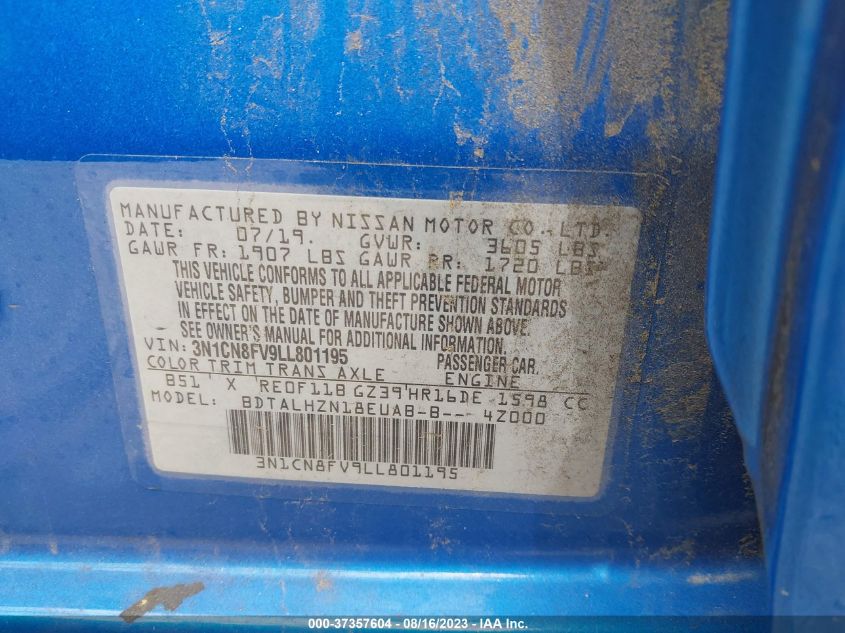 MANUFACTURED BY NISSAN MOTOR CO., LTD.
DATE: 07/19. GVWR: 3605 LBS
GAWR FR: 1907 LBS GAWR RR: 1720 LBS
THIS VEHICLE CONFORMS TO ALL APPLICABLE FEDERAL MOTOR
VEHICLE SAFETY, BUMPER AND THEFT PREVENTION STANDARDS
IN EFFECT ON THE DATE OF MANUFACTURE SHOWN ABOVE.
SEE OWNER'S MANUAL FOR ADDITIONAL INFORMATION.
VIN: 3N1CN8FV9LL801195 PASSENGER CAR.
COLOR TRIM TRANS AXLE ENGINE
B51 X RE0F11B GZ39 HR16DE 1598 CC
MODEL: BDTALHZN18EUAB-B-- 4Z000
3N1CN8FV9LL801195
000-37357604 / 08/16/2023 / IAA Inc.